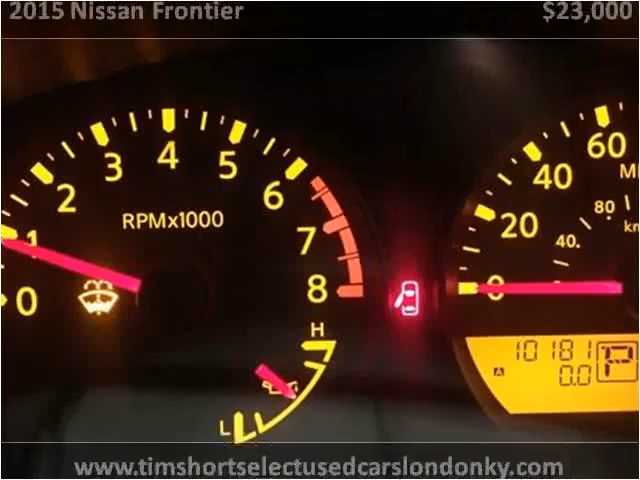 2015 Nissan Frontier $23,000
0 1 2 3 4 5 6 7 8
RPMx1000
H
L
0 20 40 60
40 80
10181
A 0.0 P
www.timshortselectusedcarslondonky.com